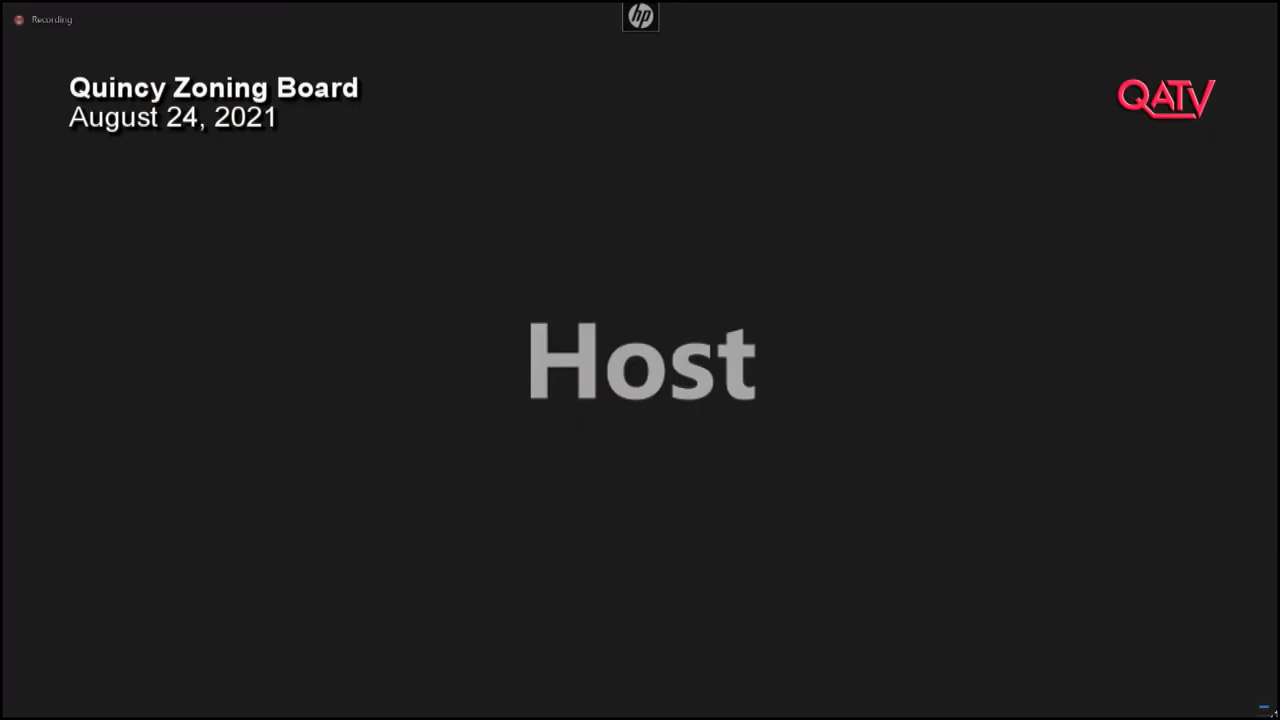 Recording
hp
Quincy Zoning Board
August 24, 2021
QATV
Host